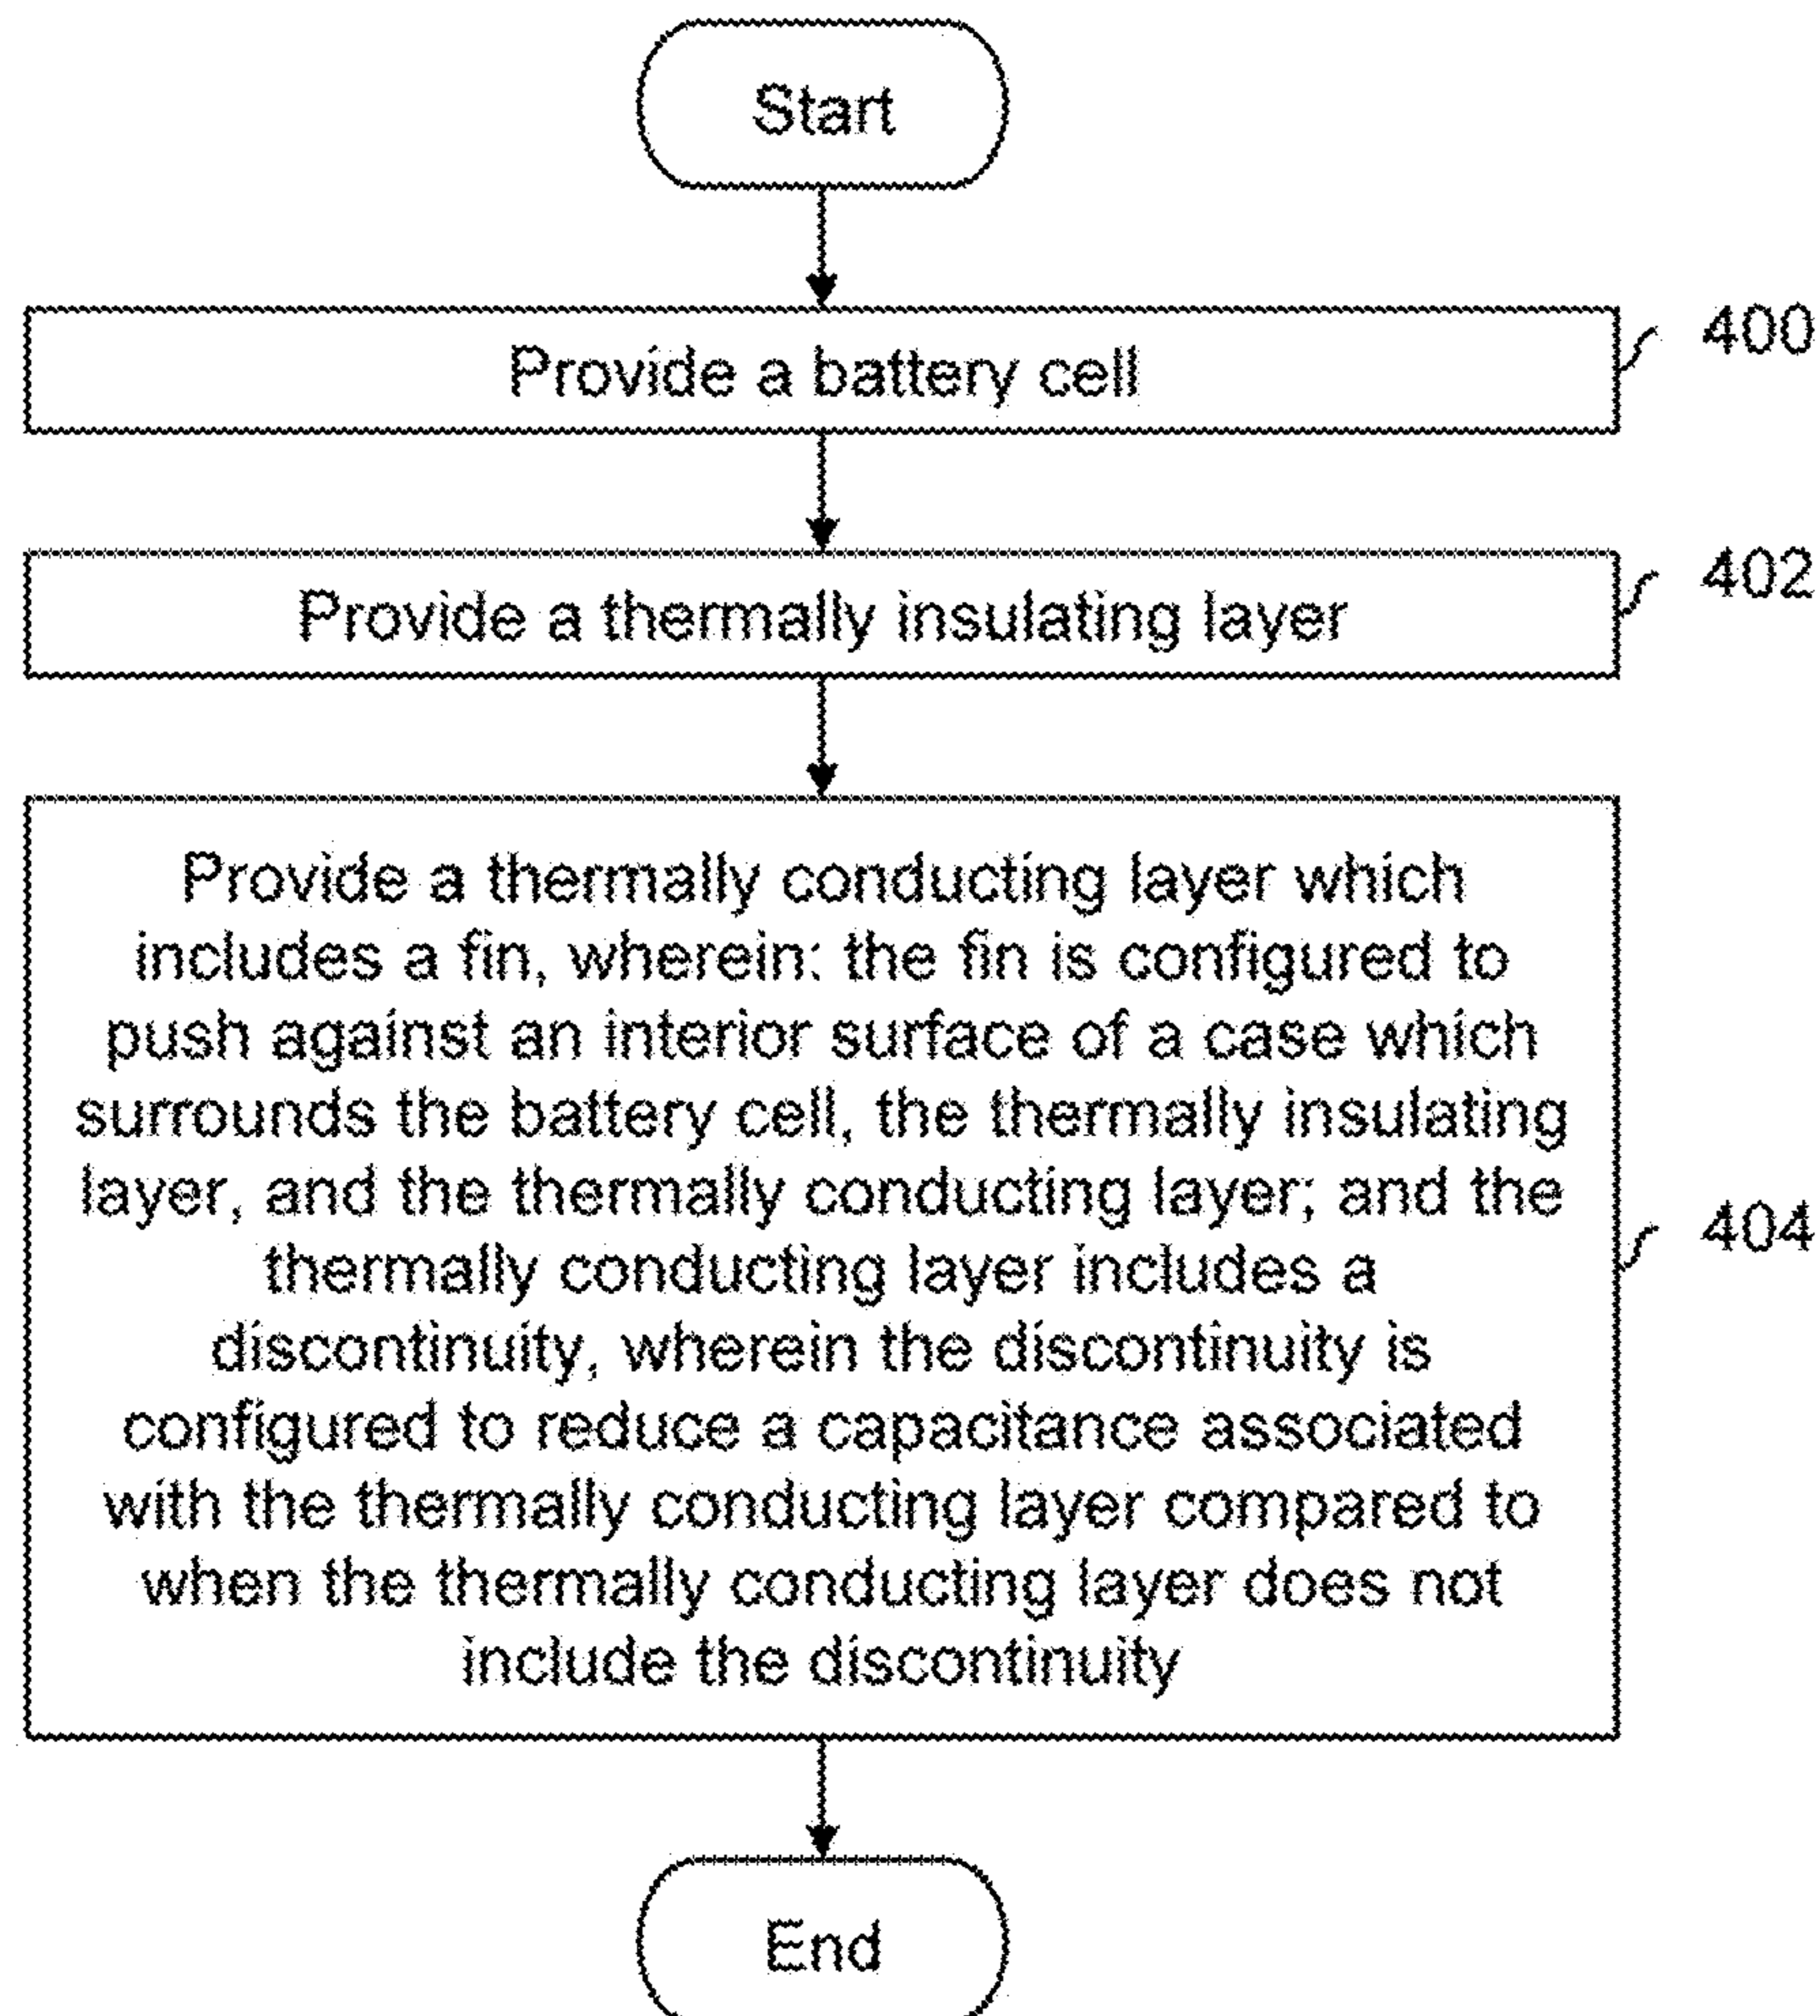 Start
Provide a battery cell
400
Provide a thermally insulating layer
402
Provide a thermally conducting layer which
includes a fin, wherein: the fin is configured to
push against an interior surface of a case which
surrounds the battery cell, the thermally insulating
layer, and the thermally conducting layer; and the
thermally conducting layer includes a
discontinuity, wherein the discontinuity is
configured to reduce a capacitance associated
with the thermally conducting layer compared to
when the thermally conducting layer does not
include the discontinuity
404
End